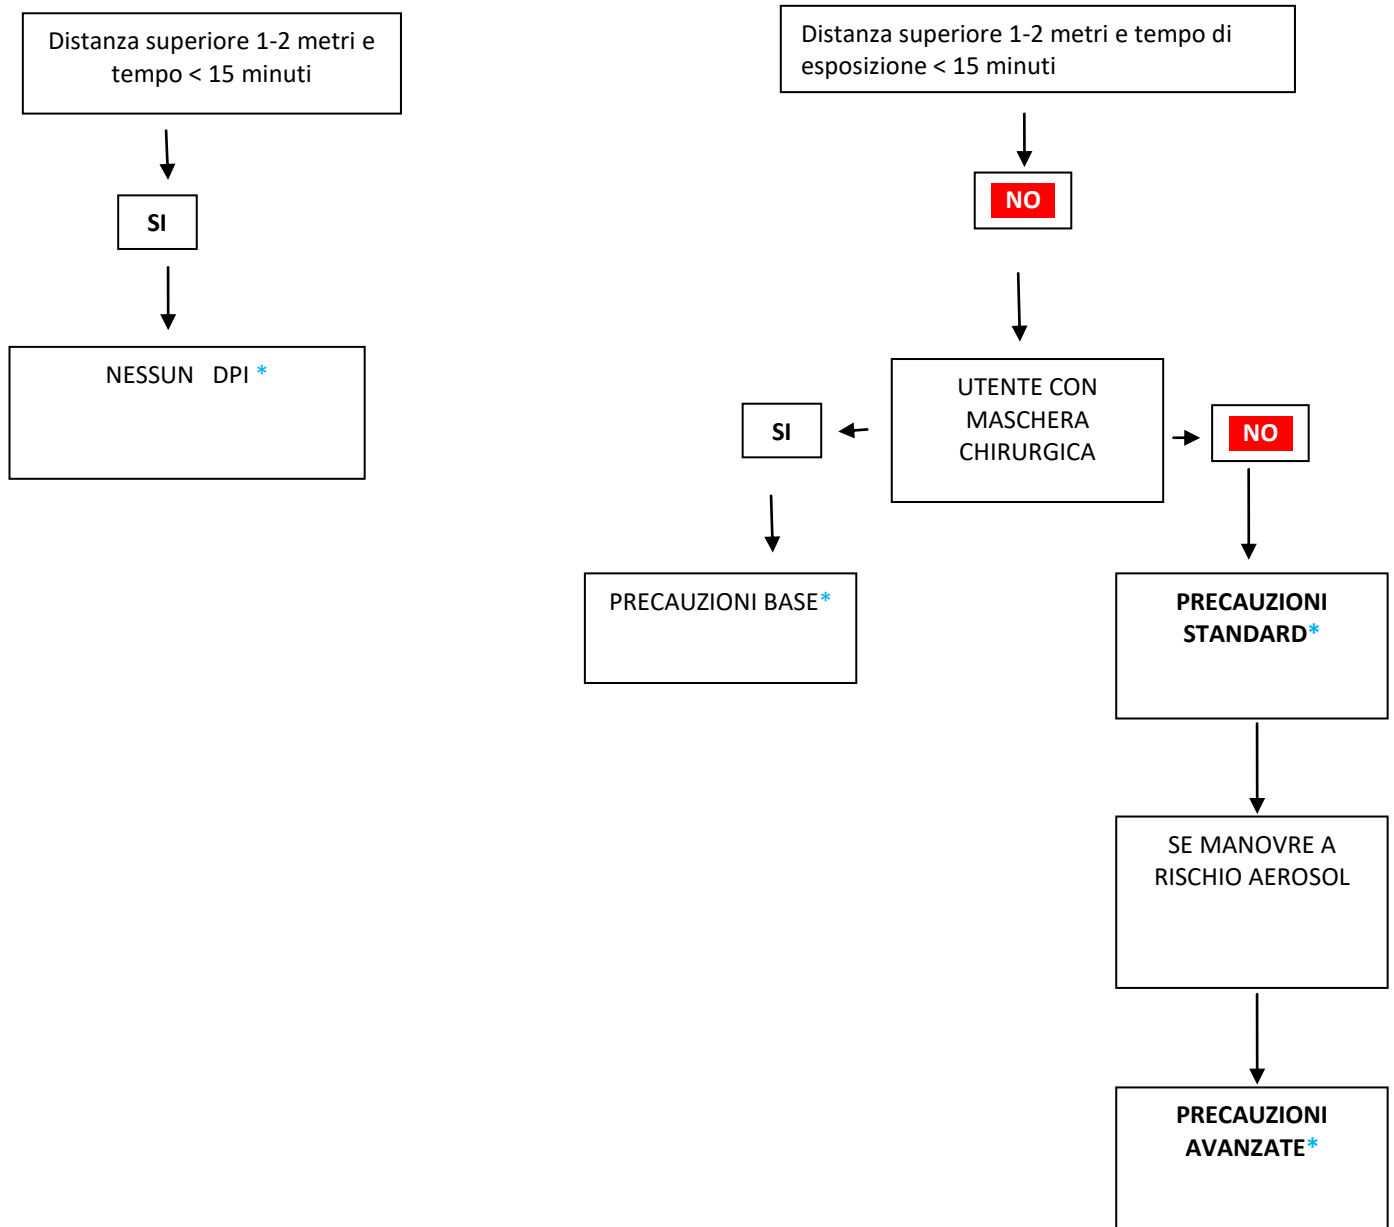 Distanza superiore 1-2 metri e
tempo < 15 minuti
SI
NESSUN DPI *
Distanza superiore 1-2 metri e tempo di
esposizione < 15 minuti
NO
UTENTE CON
MASCHERA
CHIRURGICA
SI
NO
PRECAUZIONI BASE*
PRECAUZIONI
STANDARD*
SE MANOVRE A
RISCHIO AEROSOL
PRECAUZIONI
AVANZATE*